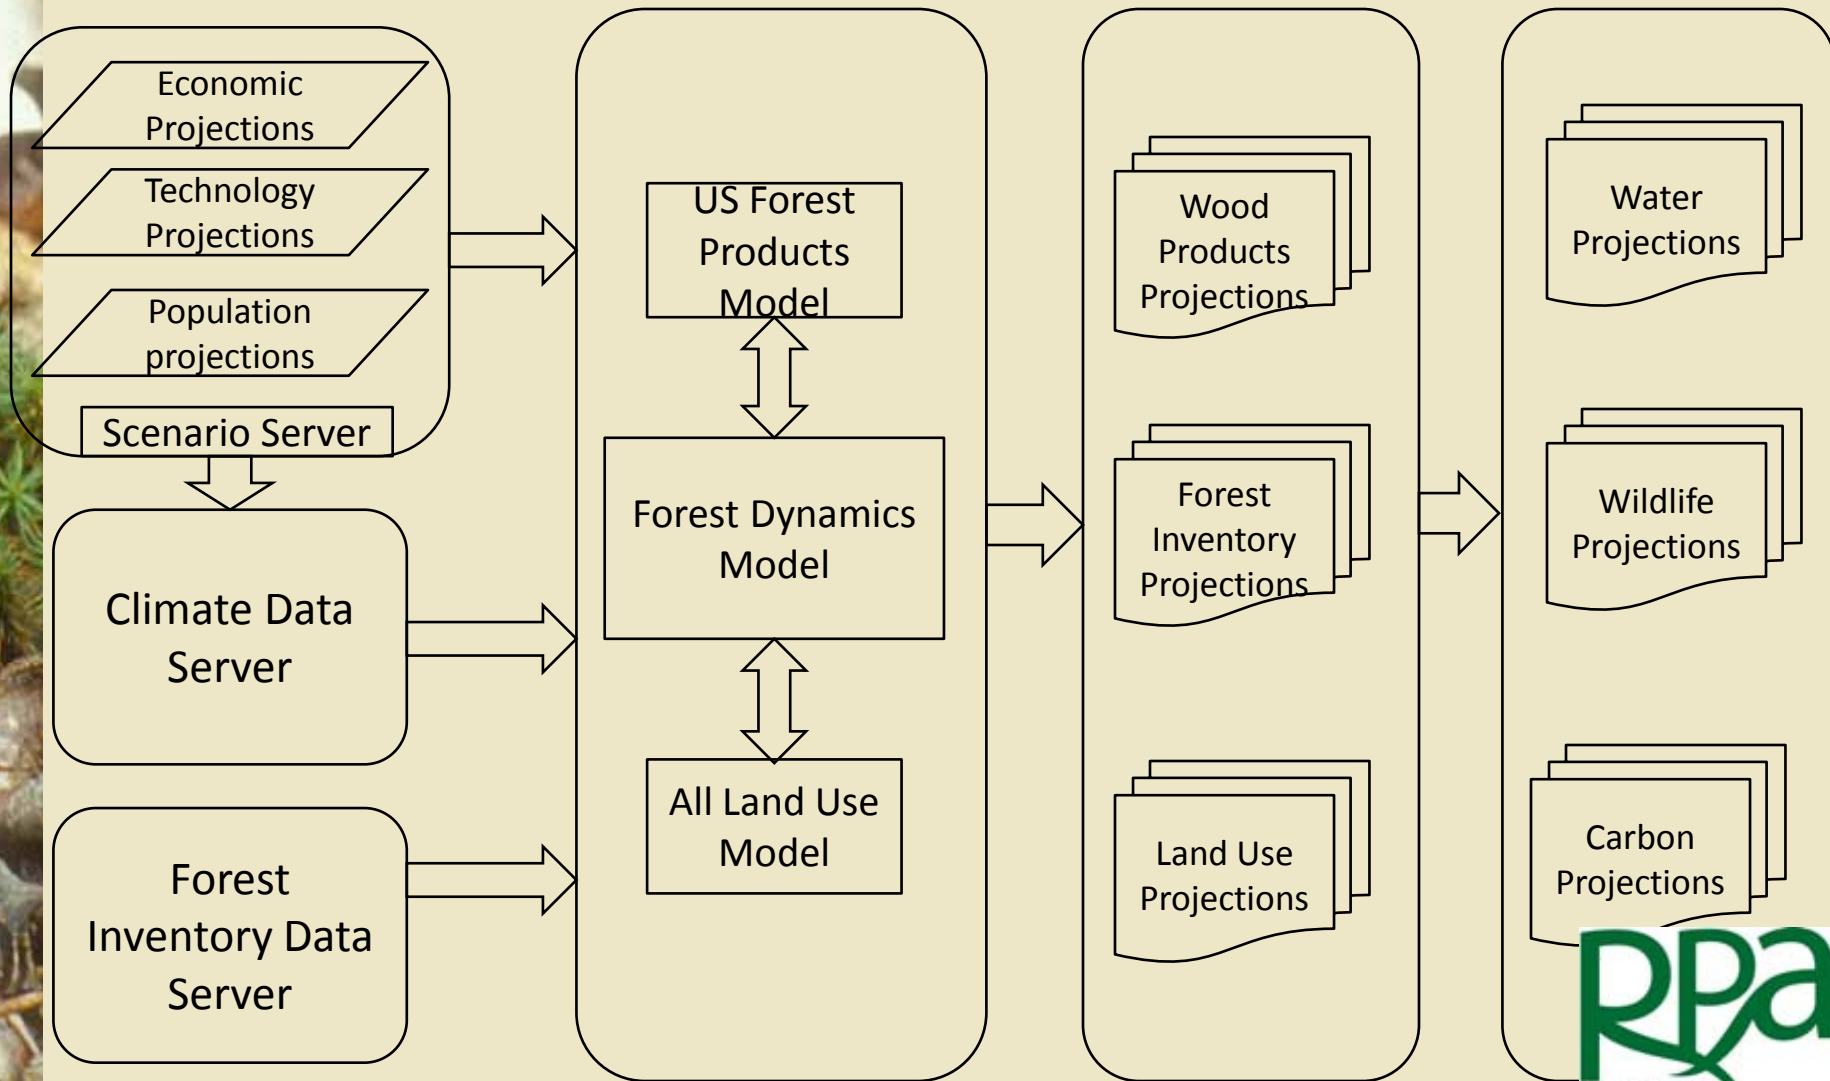 Economic
Projections
Technology
Projections
Population
projections
Scenario Server
Climate Data
Server
Forest
Inventory Data
Server
US Forest
Products
Model
Forest Dynamics
Model
All Land Use
Model
Wood
Products
Projections
Forest
Inventory
Projections
Land Use
Projections
Water
Projections
Wildlife
Projections
Carbon
Projections
RPa